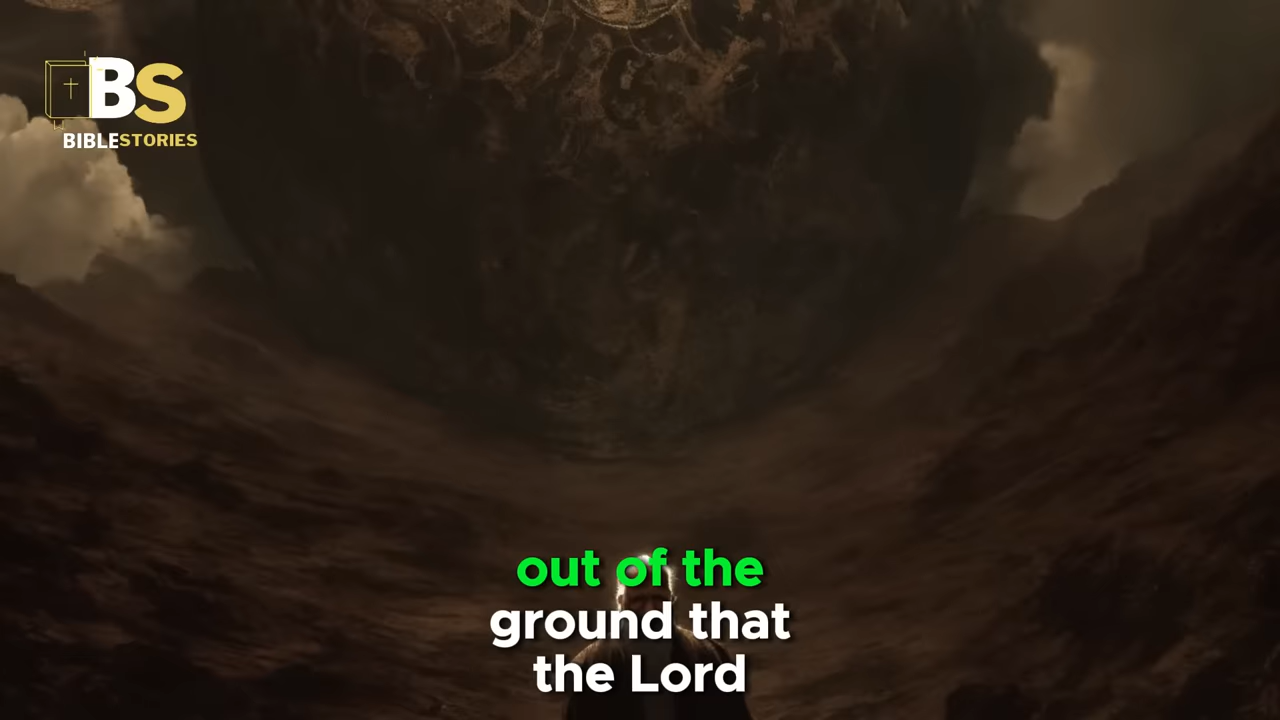 BS
BIBLESTORIES
out of the
ground that
the Lord